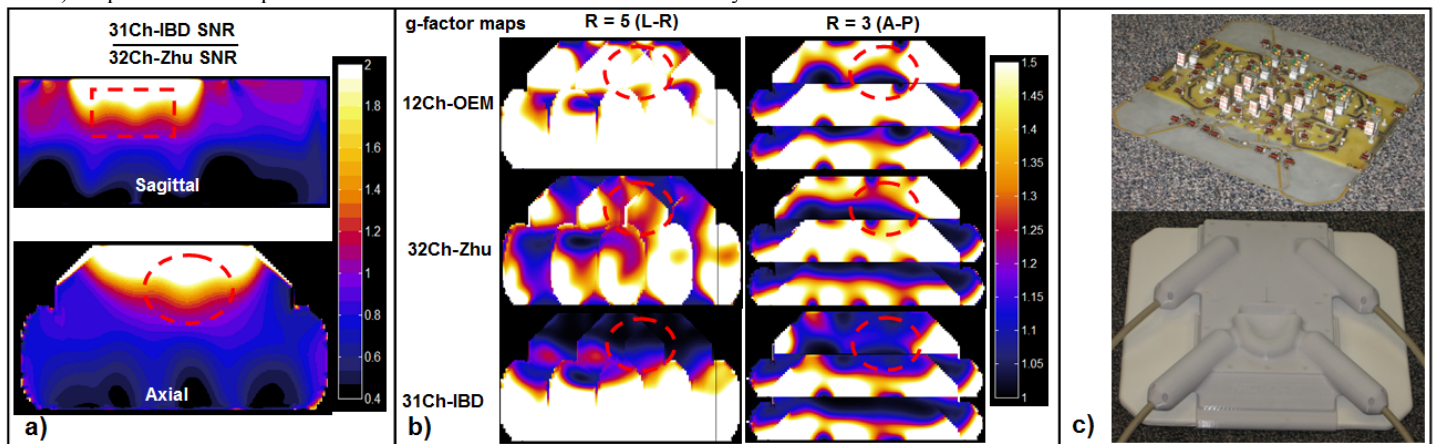 31Ch-IBD SNR
32Ch-Zhu SNR
2
1.8
1.6
1.4
1.2
1
0.8
0.6
0.4
Sagittal
Axial
a)
g-factor maps
R = 5 (L-R)
R = 3 (A-P)
12Ch-OEM
32Ch-Zhu
31Ch-IBD
1.5
1.45
1.4
1.35
1.3
1.25
1.2
1.15
1.1
1.05
1
b)
c)